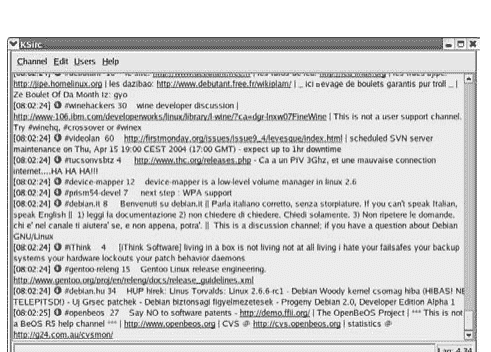 KSirc
Channel Edit Users Help
http://jipe.homelinux.org | les dazibao: http://www.debutant.free.fr/wikiplam/ | _ ici élevage de boulets garantis pur troll _ |
Ze Boulet Of Da Month Iz: gyo
[08:02:24] #winehackers 30 wine developer discussion |
http://www-106.ibm.com/developerworks/linux/library/l-wine/?ca=dgr-lnxw07FineWine | This is not a user support channel.
Try #winehq, #crossover or #winex
[08:02:24] #videolan 60 http://firstmonday.org/issues/issue9_4/levesque/index.html | scheduled SVN server
maintenance on Thu, Apr 15 19:00 CEST 2004 (17:00 GMT) - expect up to 1hr downtime
[08:02:24] #tucsonvsbtz 4 http://www.thc.org/releases.php - Ca a un PIV 3Ghz, et une mauvaise connection
internet....HA HA HA!!!
[08:02:24] #device-mapper 12 device-mapper is a low-level volume manager in linux 2.6
[08:02:24] #prism54-devel 7 next step : WPA support
[08:02:24] #debian.it 8 Benvenuti su debian.it || Parla italiano corretto, senza storpiature. If you can't speak Italian,
speak English || 1) leggi la documentazione 2) non chiedere di chiedere. Chiedi solamente. 3) Non ripetere le domande,
chi e' nel canale ti aiutera' se, e non appena, potra'. || This is a discussion channel; if you have a question about Debian
GNU/Linux
[08:02:24] #IThink 4 [iThink Software] living in a box is not living not at all living i hate your failsafes your backup
systems your hardware lockouts your patch behavior daemons
[08:02:24] #gentoo-releng 15 Gentoo Linux release engineering.
http://www.gentoo.org/proj/en/releng/docs/release_guidelines.xml
[08:02:24] #debian.hu 34 HUP hirek: Linus Torvalds: Linux 2.6.6-rc1 - Debian Woody kernel csomag hiba (HIBAS! NE
TELEPITSD!) - Uj Grsec patchek - Debian biztonsagi figyelmezetesek - Progeny Debian 2.0, Developer Edition Alpha 1
[08:02:25] #openbeos 27 Say NO to software patents - http://demo.ffii.org/ | The OpenBeOS Project | *** This is not
a BeOS R5 help channel *** | http://www.openbeos.org | CVS @ http://cvs.openbeos.org | statistics @
http://g24.com.au/cvsmon/
Lag: 4.34